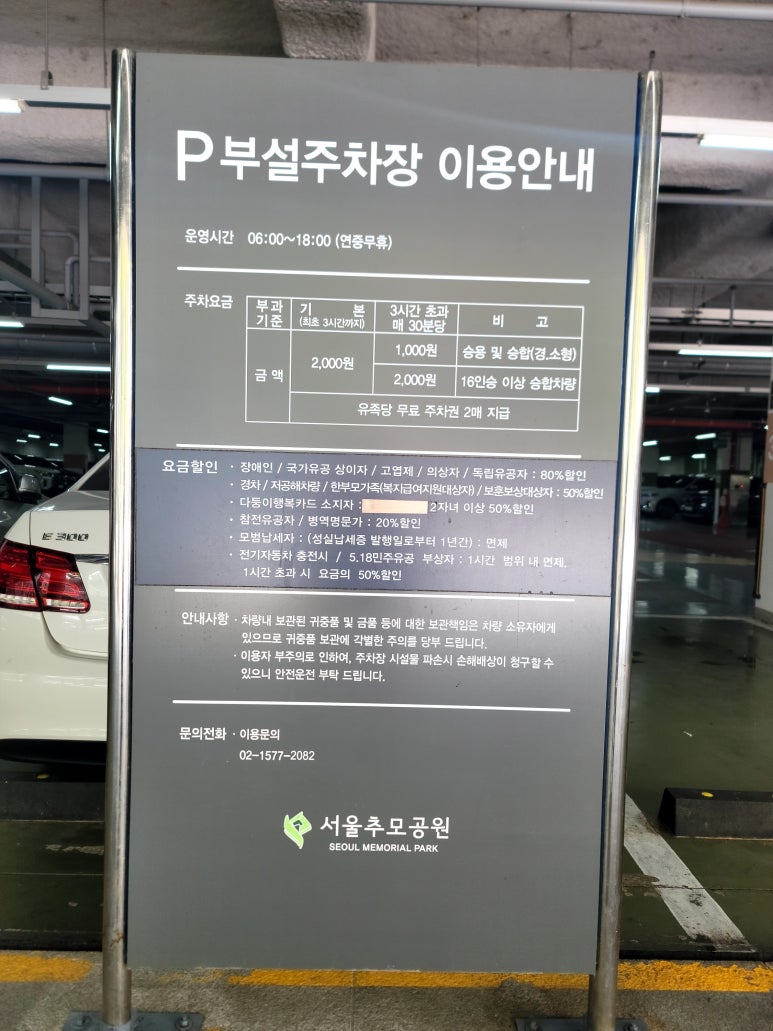 P 부설주차장 이용안내
운영시간 06:00~18:00 (연중무휴)
주차요금
부과 기준
기 본 (최초 3시간까지)
3시간 초과 매 30분당
비 고
금 액
2,000원
1,000원
승용 및 승합(경,소형)
2,000원
16인승 이상 승합차량
유족당 무료 주차권 2매 지급
요금할인 · 장애인 / 국가유공 상이자 / 고엽제 / 의상자 / 독립유공자 : 80%할인
· 경차 / 저공해차량 / 한부모가족(복지급여지원대상자) / 보훈보상대상자 : 50%할인
· 다둥이행복카드 소지자 : 2자녀 이상 50%할인
· 참전유공자 / 병역명문가 : 20%할인
· 모범납세자 : (성실납세증 발행일로부터 1년간) : 면제
· 전기자동차 충전시 / 5.18민주유공 부상자 : 1시간 범위 내 면제,
1시간 초과 시 요금의 50%할인
안내사항 · 차량내 보관된 귀중품 및 금품 등에 대한 보관책임은 차량 소유자에게
있으므로 귀중품 보관에 각별한 주의를 당부 드립니다.
· 이용자 부주의로 인하여, 주차장 시설물 파손시 손해배상이 청구할 수
있으니 안전운전 부탁 드립니다.
문의전화 · 이용문의
02-1577-2082
서울추모공원
SEOUL MEMORIAL PARK
E 300